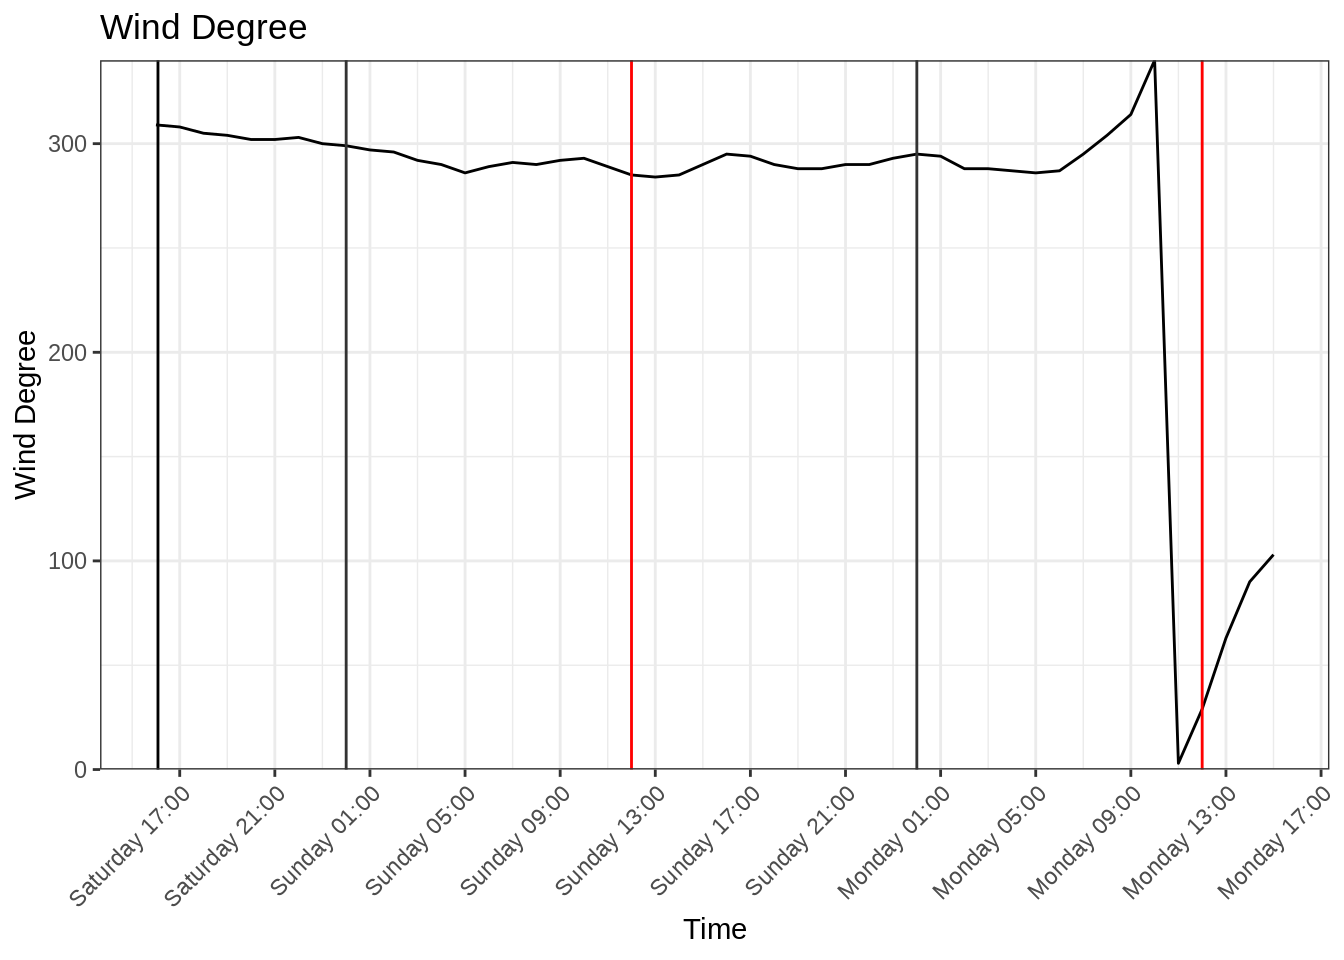 Wind Degree
Wind Degree
300
200
100
0
Saturday 17:00
Saturday 21:00
Sunday 01:00
Sunday 05:00
Sunday 09:00
Sunday 13:00
Sunday 17:00
Sunday 21:00
Monday 01:00
Monday 05:00
Monday 09:00
Monday 13:00
Monday 17:00
Time